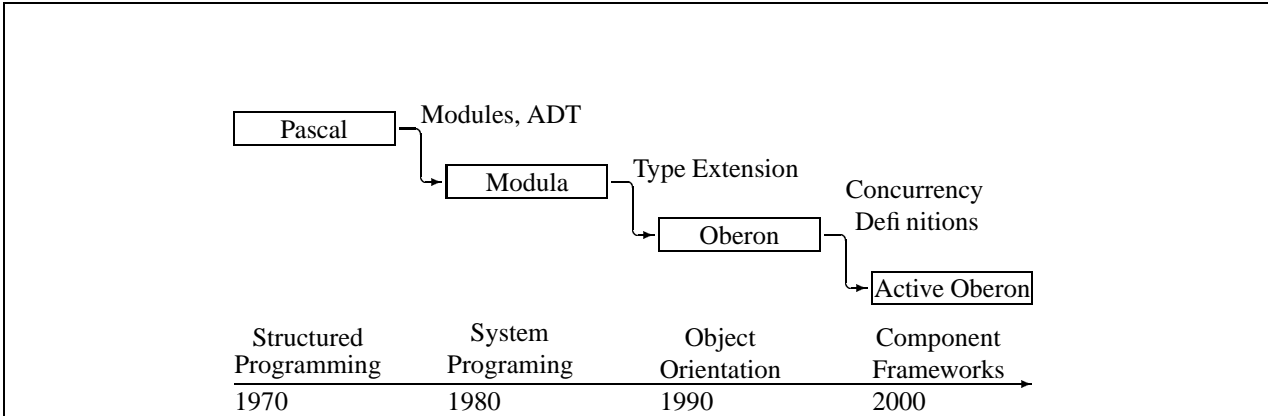 Pascal
Modules, ADT
Modula
Type Extension
Oberon
Concurrency
Defi nitions
Active Oberon
Structured
Programming
System
Programing
Object
Orientation
Component
Frameworks
1970
1980
1990
2000